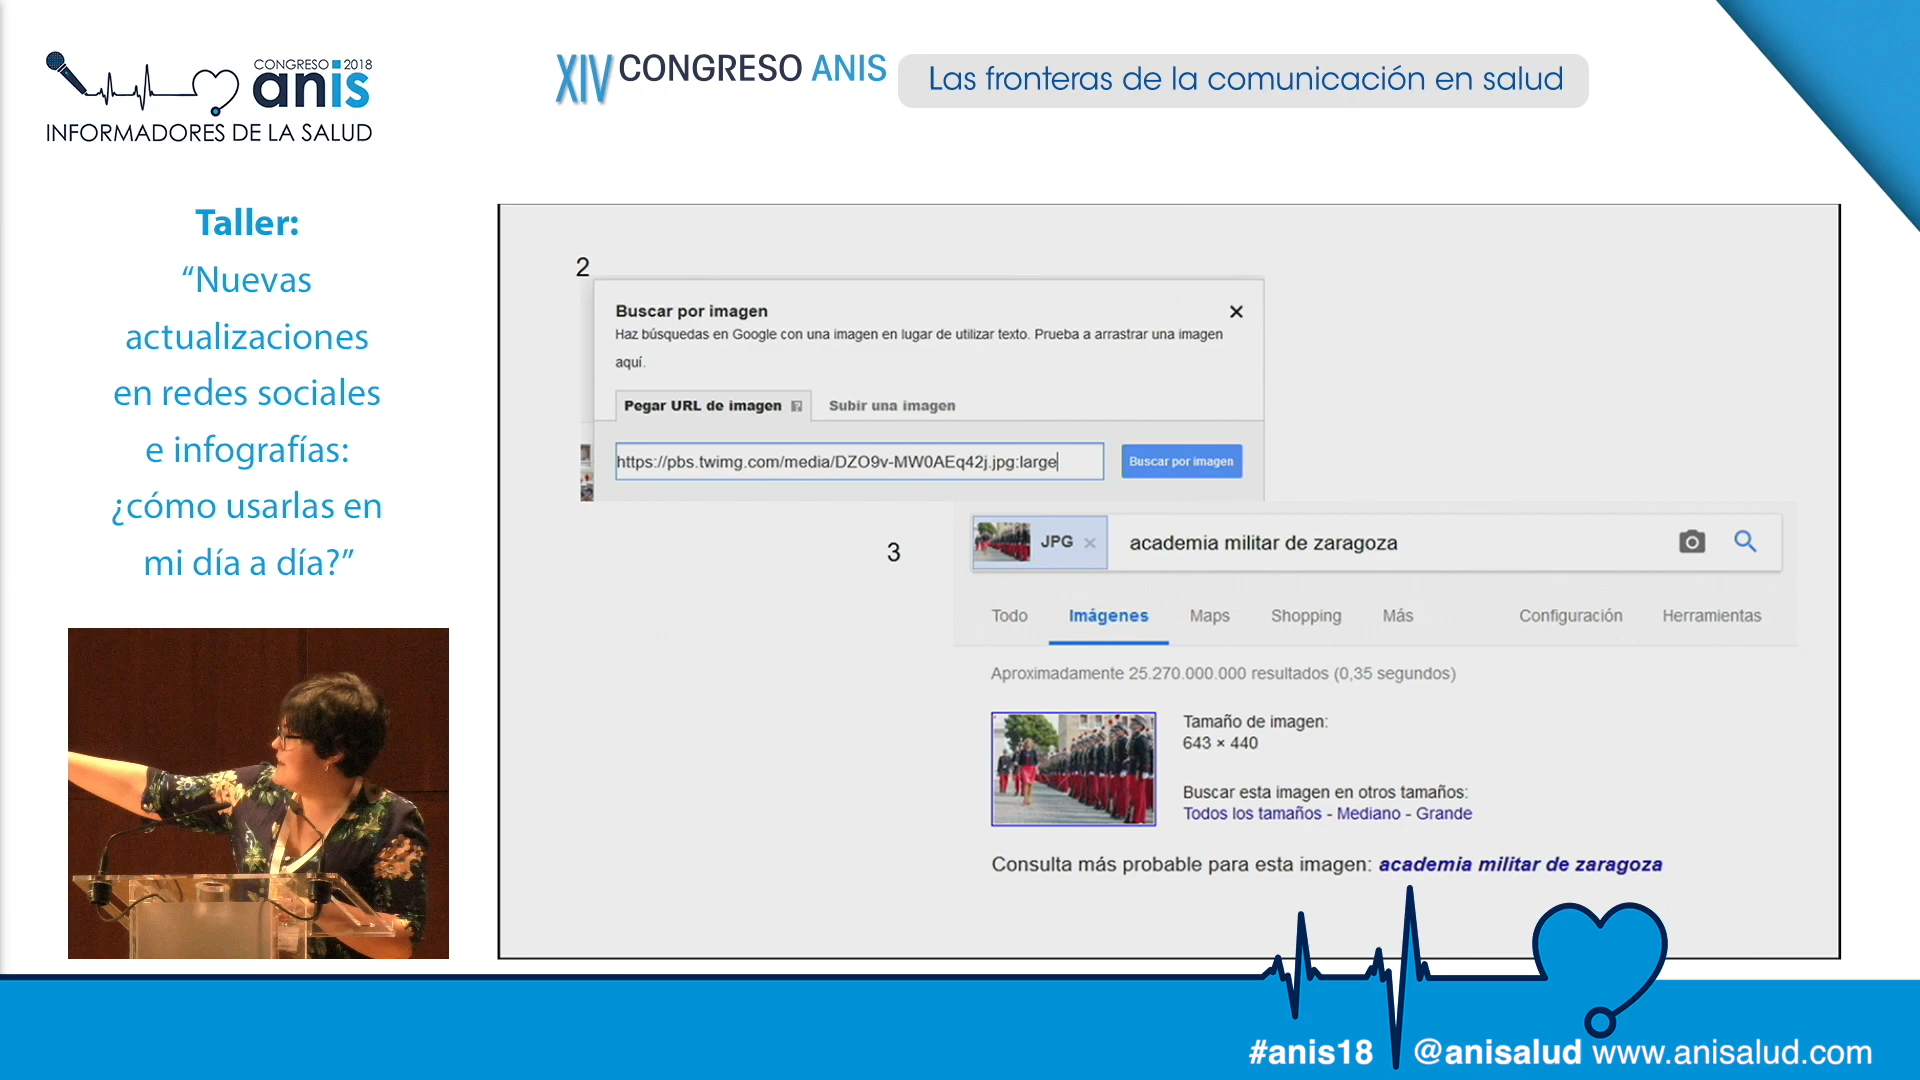 CONGRESO 2018
anis
INFORMADORES DE LA SALUD
XIV CONGRESO ANIS
Las fronteras de la comunicación en salud
Taller:
“Nuevas
actualizaciones
en redes sociales
e infografías:
¿cómo usarlas en
mi día a día?”
2
Buscar por imagen
Haz búsquedas en Google con una imagen en lugar de utilizar texto. Prueba a arrastrar una imagen
aquí.
Pegar URL de imagen ? Subir una imagen
https://pbs.twimg.com/media/DZO9v-MW0AEq42j.jpg:large
Buscar por imagen
3
JPG × academia militar de zaragoza
Todo Imágenes Maps Shopping Más Configuración Herramientas
Aproximadamente 25.270.000.000 resultados (0,35 segundos)
Tamaño de imagen:
643 × 440
Buscar esta imagen en otros tamaños:
Todos los tamaños - Mediano - Grande
Consulta más probable para esta imagen: academia militar de zaragoza
#anis18 @anisalud www.anisalud.com